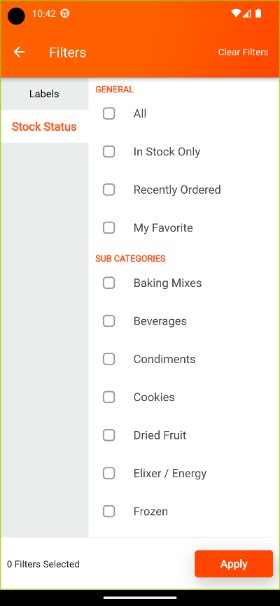 10:42
Filters
Clear Filters
Labels
Stock Status
GENERAL
All
In Stock Only
Recently Ordered
My Favorite
SUB CATEGORIES
Baking Mixes
Beverages
Condiments
Cookies
Dried Fruit
Elixer / Energy
Frozen
0 Filters Selected
Apply